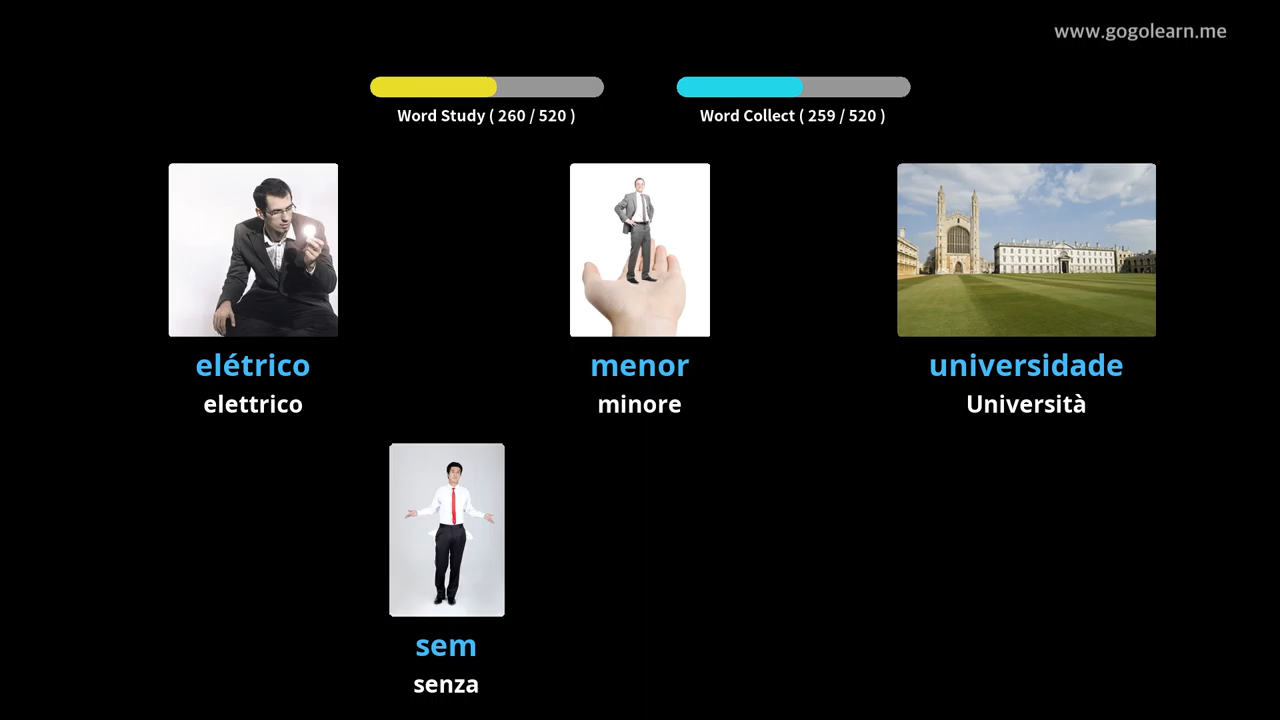 www.gogolearn.me
Word Study ( 260 / 520 )
Word Collect ( 259 / 520 )
elétrico
elettrico
menor
minore
universidade
Università
sem
senza